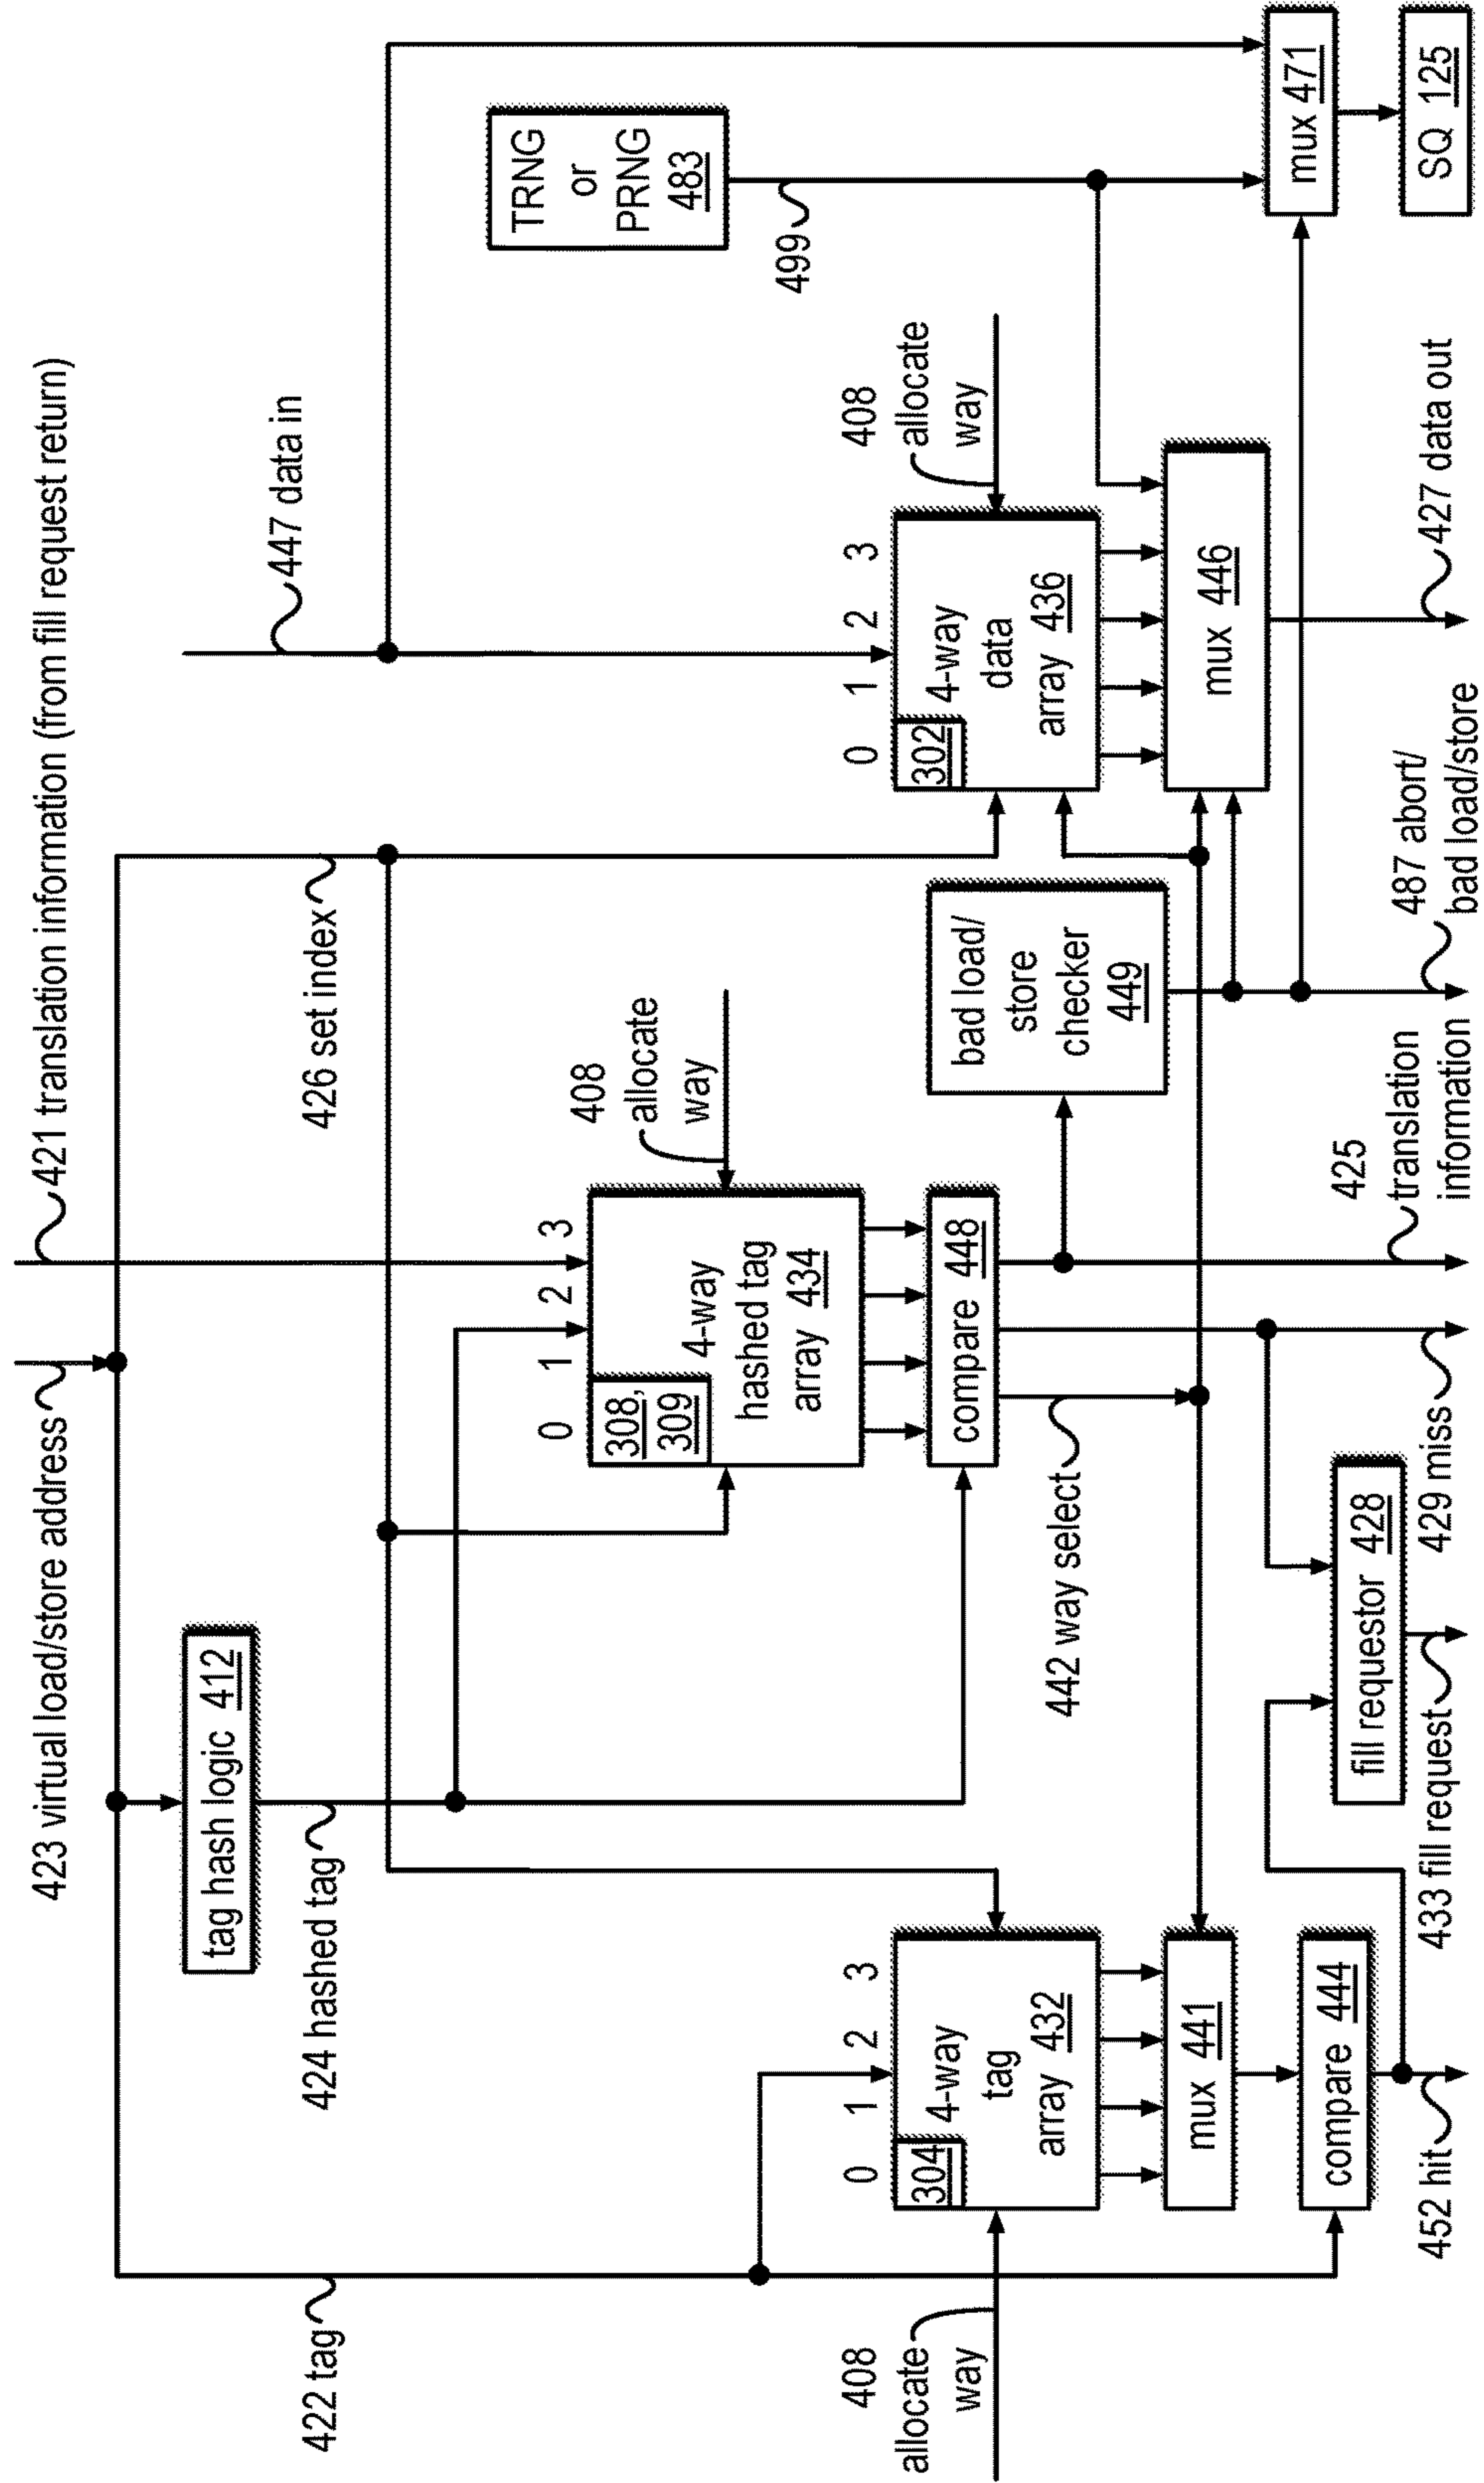 423 virtual load/store address
421 translation information (from fill request return)
tag hash logic 412
422 tag
424 hashed tag
426 set index
447 data in
TRNG
or
PRNG
483
499
408
allocate
way
0 1 2 3
304
4-way
tag
array 432
408
allocate
way
0 1 2 3
308,
309
4-way
hashed tag
array 434
408
allocate
way
0 1 2 3
302
4-way
data
array 436
compare 448
bad load/
store
checker
449
442 way select
mux 441
mux 446
mux 471
compare 444
fill requestor 428
SQ 125
452 hit
433 fill request
429 miss
425
translation
information
487 abort/
bad load/store
427 data out